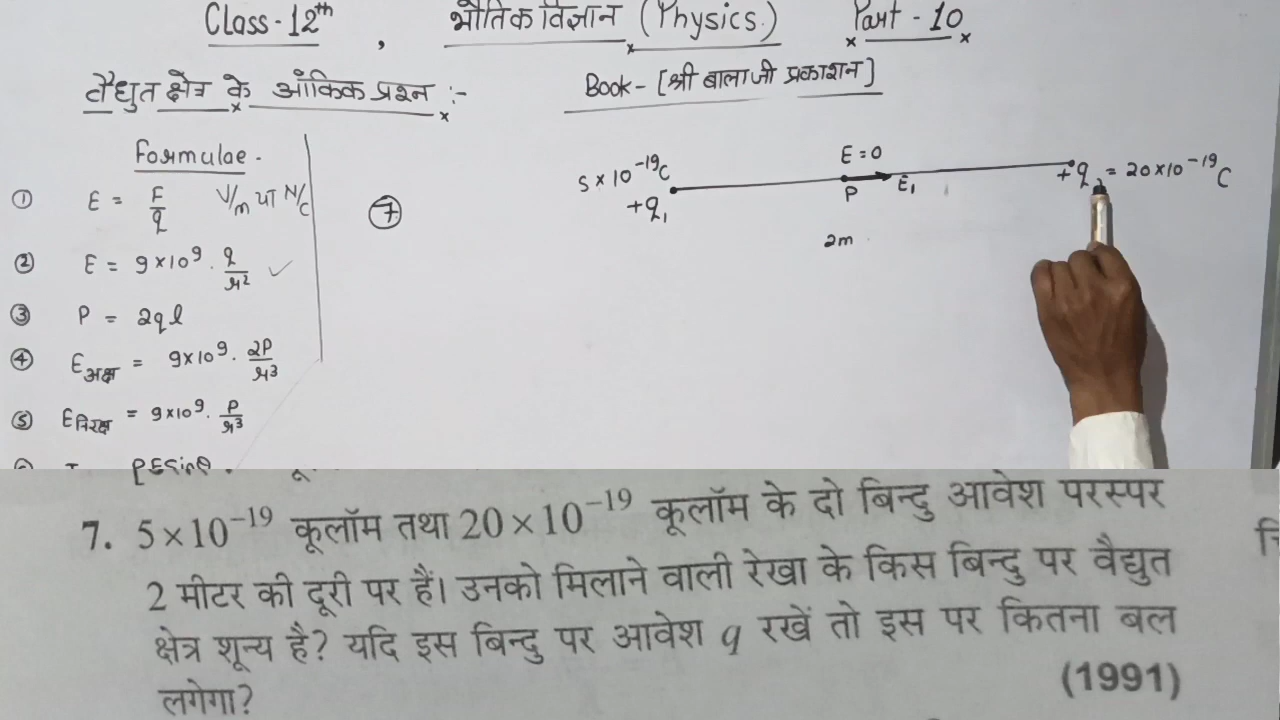 Class-12th , भौतिक विज्ञान (Physics) Part - 10
वैद्युत क्षेत्र के आंकिक प्रश्न :-
Book- [श्री बालाजी प्रकाशन]
Formulae.
① E = F/q V/m या N/C
② E = 9×10⁹ . q/r² ✓
③ P = 2ql
④ Eअक्ष = 9×10⁹ . 2P/r³
⑤ Eनिरक्ष = 9×10⁹ . P/r³
PESinθ .
⑦
5×10⁻¹⁹C
+q₁
E=0
P
E₁
+q₂ = 20×10⁻¹⁹C
2m
7. 5×10⁻¹⁹ कूलॉम तथा 20×10⁻¹⁹ कूलॉम के दो बिन्दु आवेश परस्पर
2 मीटर की दूरी पर हैं। उनको मिलाने वाली रेखा के किस बिन्दु पर वैद्युत
क्षेत्र शून्य है? यदि इस बिन्दु पर आवेश q रखें तो इस पर कितना बल
लगेगा?
(1991)